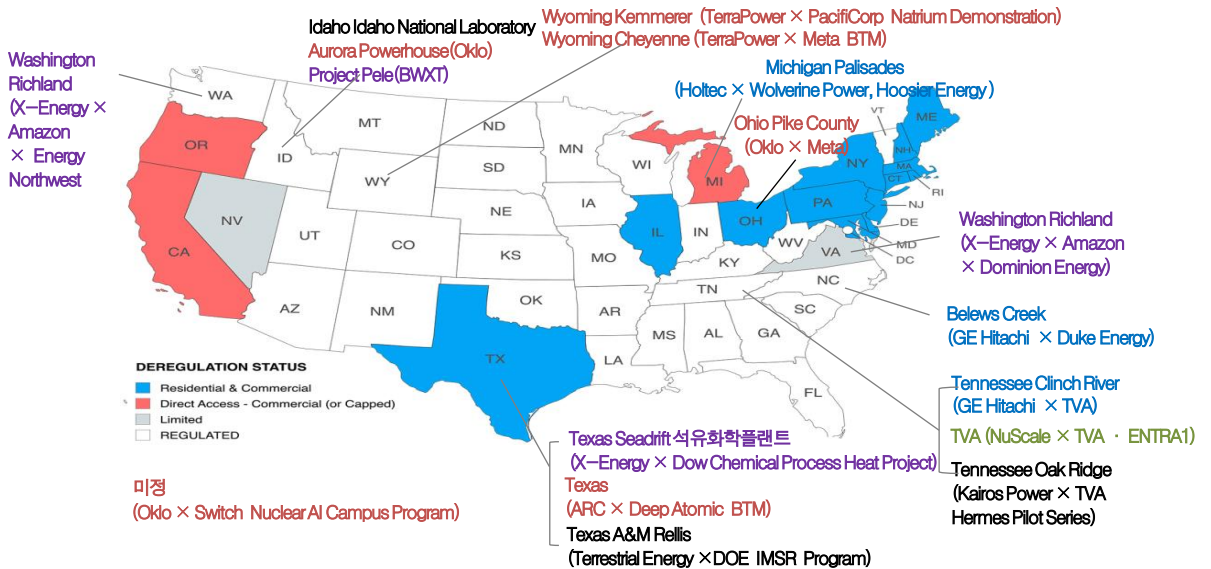 Idaho Idaho National Laboratory
Aurora Powerhouse(Oklo)
Project Pele(BWXT)
Wyoming Kemmerer (TerraPower × PacifiCorp Natrium Demonstration)
Wyoming Cheyenne (TerraPower × Meta BTM)
Washington
Richland
(X-Energy ×
Amazon
× Energy
Northwest
Michigan Palisades
(Holtec × Wolverine Power, Hoosier Energy )
Ohio Pike County
(Oklo × Meta)
WA
OR
CA
NV
ID
MT
WY
UT
AZ
CO
NM
ND
SD
NE
KS
OK
TX
MN
IA
MO
AR
LA
WI
IL
MI
IN
OH
KY
TN
MS
AL
GA
FL
SC
NC
VA
WV
PA
NY
VT
NH
ME
MA
CT
RI
NJ
DE
MD
DC
Washington Richland
(X-Energy × Amazon
× Dominion Energy)
Belews Creek
(GE Hitachi × Duke Energy)
Tennessee Clinch River
(GE Hitachi × TVA)
TVA (NuScale × TVA · ENTRA1)
Tennessee Oak Ridge
(Kairos Power × TVA
Hermes Pilot Series)
DEREGULATION STATUS
Residential & Commercial
Direct Access - Commercial (or Capped)
Limited
REGULATED
미정
(Oklo × Switch Nuclear AI Campus Program)
Texas Seadrift 석유화학플랜트
(X-Energy × Dow Chemical Process Heat Project)
Texas
(ARC × Deep Atomic BTM)
Texas A&M Rellis
(Terrestrial Energy ×DOE IMSR Program)